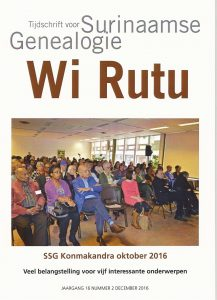 Tijdschrift voor Surinaamse
Genealogie
Wi Rutu
SSG Konmakandra oktober 2016
Veel belangstelling voor vijf interessante onderwerpen
JAARGANG 16 NUMMER 2 DECEMBER 2016